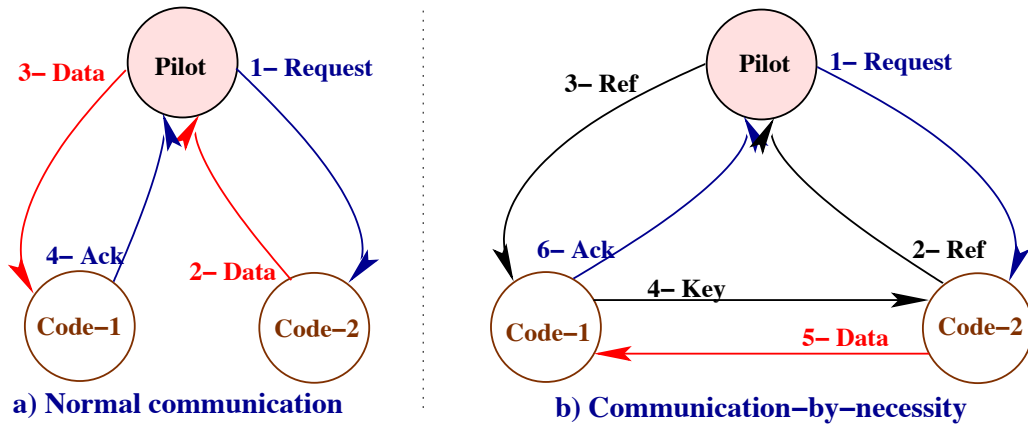 Pilot
3− Data
1− Request
4− Ack
2− Data
Code−1
Code−2
a) Normal communication
Pilot
1− Request
3− Ref
6− Ack
2− Ref
4− Key
Code−1
Code−2
5− Data
b) Communication−by−necessity